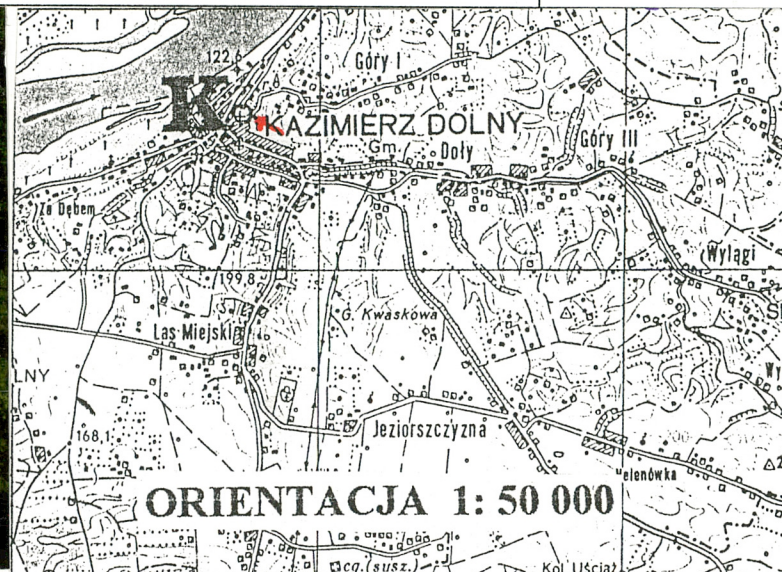 122,6
Góry I
K
KAZIMIERZ DOLNY
Gm
Doły
Góry III
Za Dębem
Wylągi
199,8
G. Kwaskowa
Las Miejski
LNY
168,1
Jeziorszczyzna
elenówka
ORIENTACJA 1: 50 000
cg. (susz.)
Kol. Uściąż